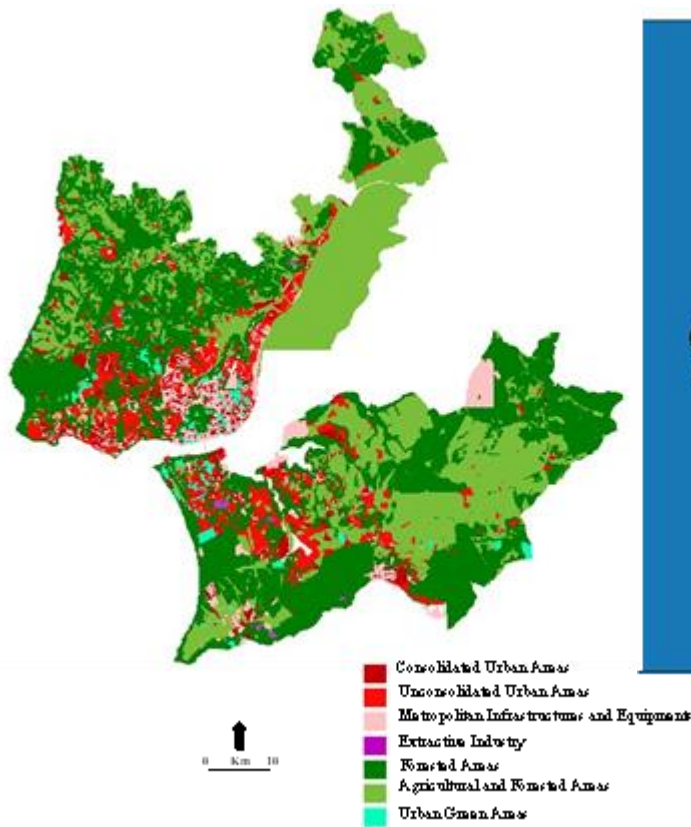 Consolidated Urban Areas
Unconsolidated Urban Areas
Metropolitan Infrastructures and Equipments
Extractive Industry
Forested Areas
Agricultural and Forested Areas
Urban Green Areas
0 Km 10